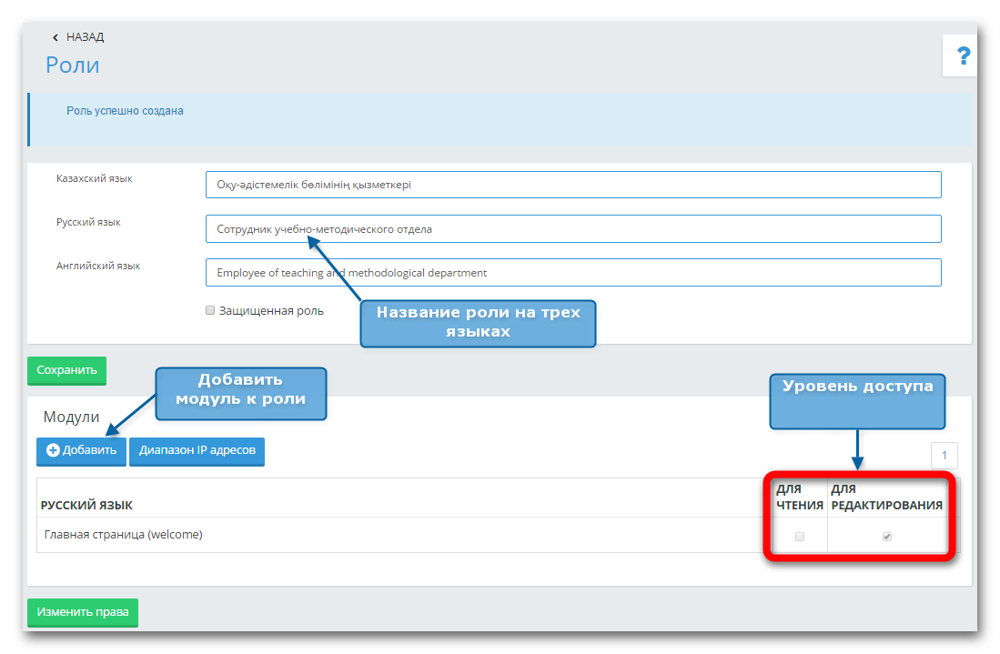 НАЗАД
Роли
?
Роль успешно создана
Казахский язык
Оқу-әдістемелік бөлімінің қызметкері
Русский язык
Сотрудник учебно-методического отдела
Английский язык
Employee of teaching and methodological department
Защищенная роль
Название роли на трех
языках
Сохранить
Добавить
модуль к роли
Уровень доступа
Модули
Добавить
Диапазон IP адресов
1
РУССКИЙ ЯЗЫК
ДЛЯ
ЧТЕНИЯ
ДЛЯ
РЕДАКТИРОВАНИЯ
Главная страница (welcome)
Изменить права